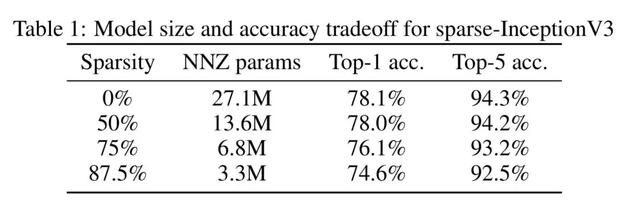 Table 1: Model size and accuracy tradeoff for sparse-InceptionV3
Sparsity NNZ params Top-1 acc. Top-5 acc.
0% 27.1M 78.1% 94.3%
50% 13.6M 78.0% 94.2%
75% 6.8M 76.1% 93.2%
87.5% 3.3M 74.6% 92.5%